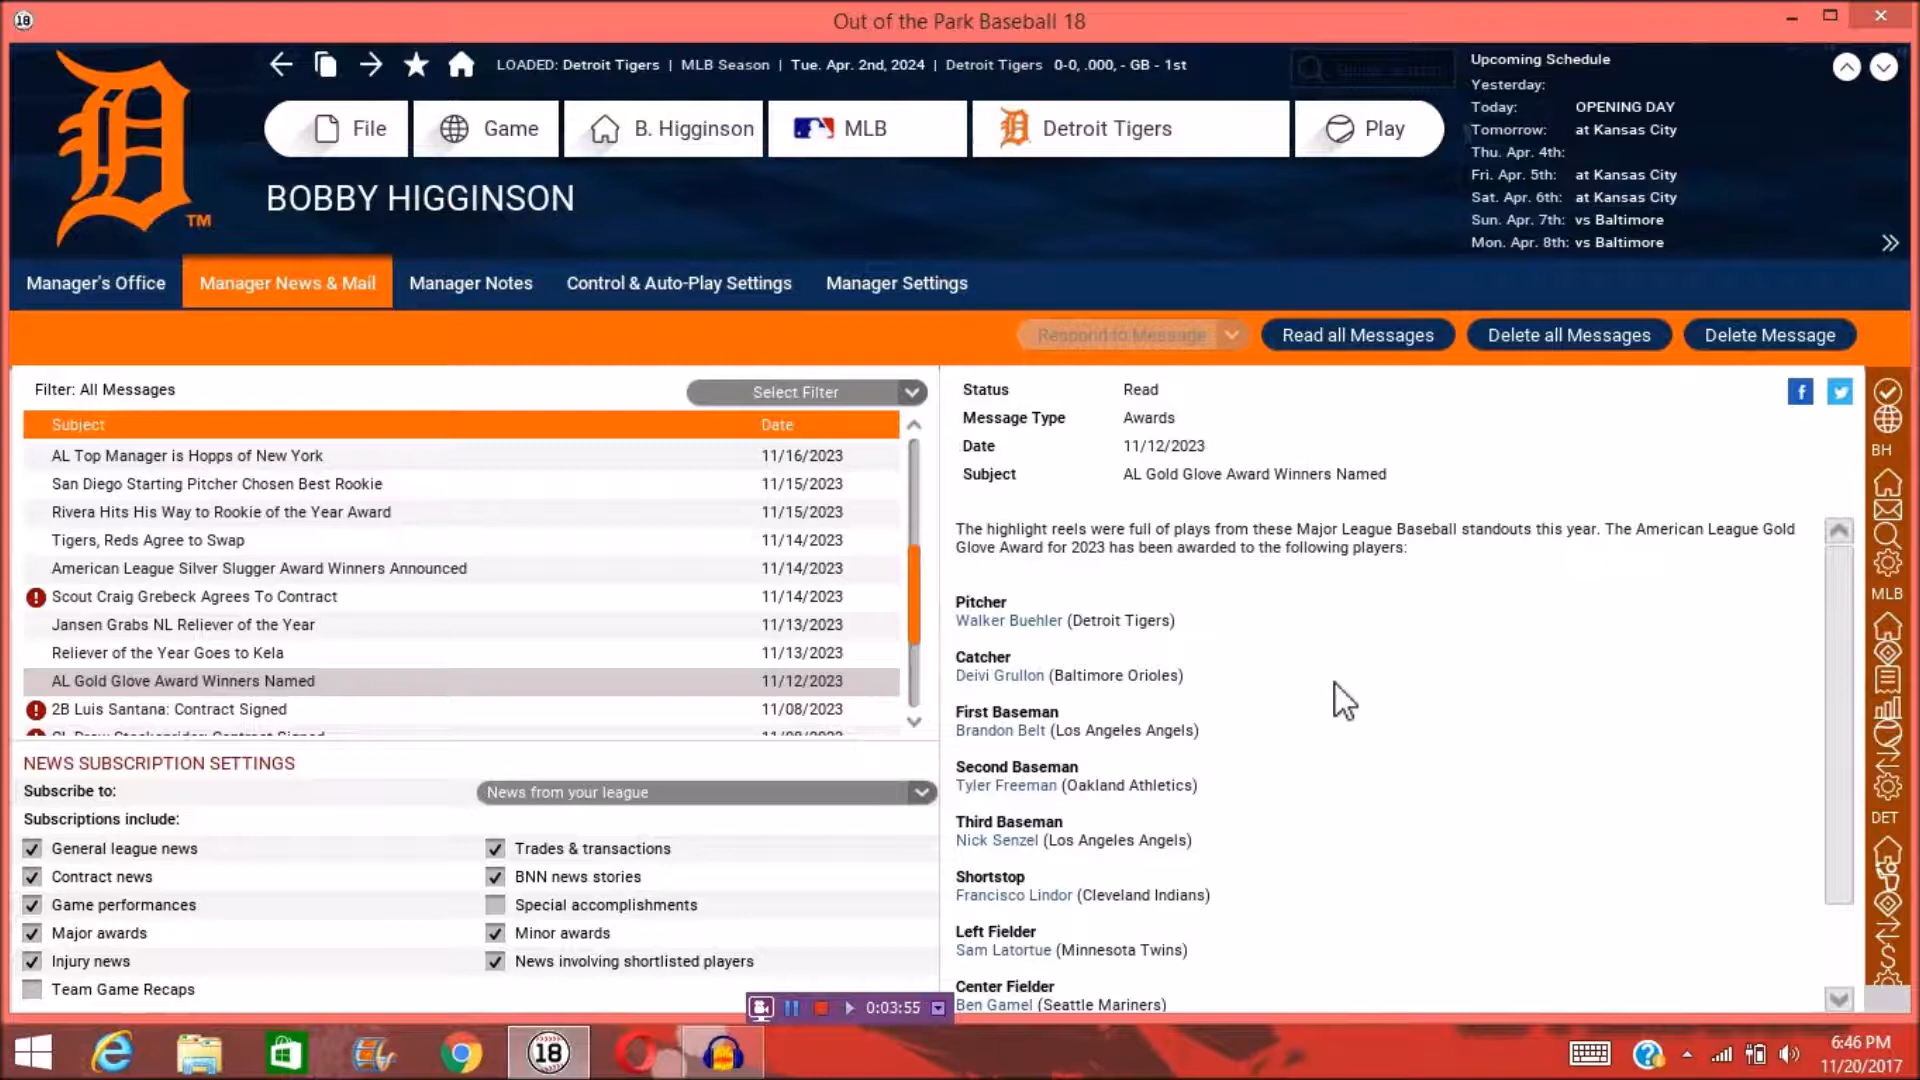 18 Out of the Park Baseball 18
LOADED: Detroit Tigers | MLB Season | Tue. Apr. 2nd, 2024 | Detroit Tigers 0-0, .000, - GB - 1st
File Game B. Higginson MLB Detroit Tigers Play
BOBBY HIGGINSON
TM
Upcoming Schedule
Yesterday:
Today: OPENING DAY
Tomorrow: at Kansas City
Thu. Apr. 4th:
Fri. Apr. 5th: at Kansas City
Sat. Apr. 6th: at Kansas City
Sun. Apr. 7th: vs Baltimore
Mon. Apr. 8th: vs Baltimore
Manager's Office Manager News & Mail Manager Notes Control & Auto-Play Settings Manager Settings
Respond to Message Read all Messages Delete all Messages Delete Message
Filter: All Messages Select Filter
Subject Date
AL Top Manager is Hopps of New York 11/16/2023
San Diego Starting Pitcher Chosen Best Rookie 11/15/2023
Rivera Hits His Way to Rookie of the Year Award 11/15/2023
Tigers, Reds Agree to Swap 11/14/2023
American League Silver Slugger Award Winners Announced 11/14/2023
Scout Craig Grebeck Agrees To Contract 11/14/2023
Jansen Grabs NL Reliever of the Year 11/13/2023
Reliever of the Year Goes to Kela 11/13/2023
AL Gold Glove Award Winners Named 11/12/2023
2B Luis Santana: Contract Signed 11/08/2023
NEWS SUBSCRIPTION SETTINGS
Subscribe to: News from your league
Subscriptions include:
General league news Trades & transactions
Contract news BNN news stories
Game performances Special accomplishments
Major awards Minor awards
Injury news News involving shortlisted players
Team Game Recaps
Status Read
Message Type Awards
Date 11/12/2023
Subject AL Gold Glove Award Winners Named
The highlight reels were full of plays from these Major League Baseball standouts this year. The American League Gold
Glove Award for 2023 has been awarded to the following players:
Pitcher
Walker Buehler (Detroit Tigers)
Catcher
Deivi Grullon (Baltimore Orioles)
First Baseman
Brandon Belt (Los Angeles Angels)
Second Baseman
Tyler Freeman (Oakland Athletics)
Third Baseman
Nick Senzel (Los Angeles Angels)
Shortstop
Francisco Lindor (Cleveland Indians)
Left Fielder
Sam Latortue (Minnesota Twins)
Center Fielder
Ben Gamel (Seattle Mariners)
BH
MLB
DET
0:03:55
18
6:46 PM
11/20/2017